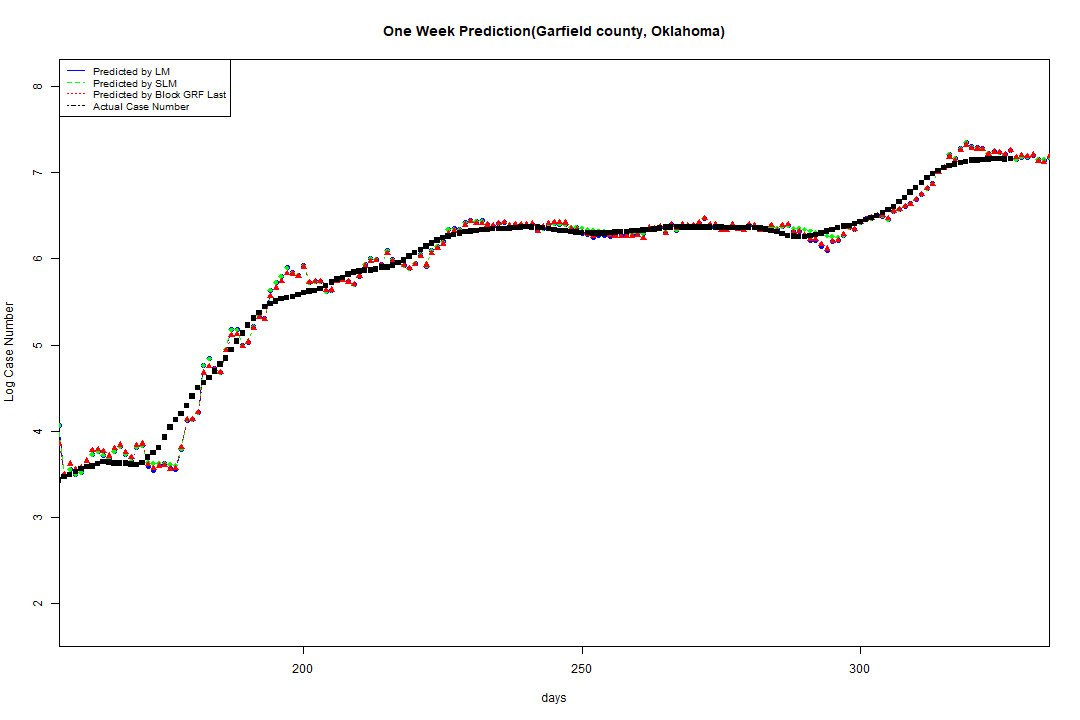 One Week Prediction(Garfield county, Oklahoma)
Predicted by LM
Predicted by SLM
Predicted by Block GRF Last
Actual Case Number
8
7
6
5
4
3
2
Log Case Number
200
250
300
days